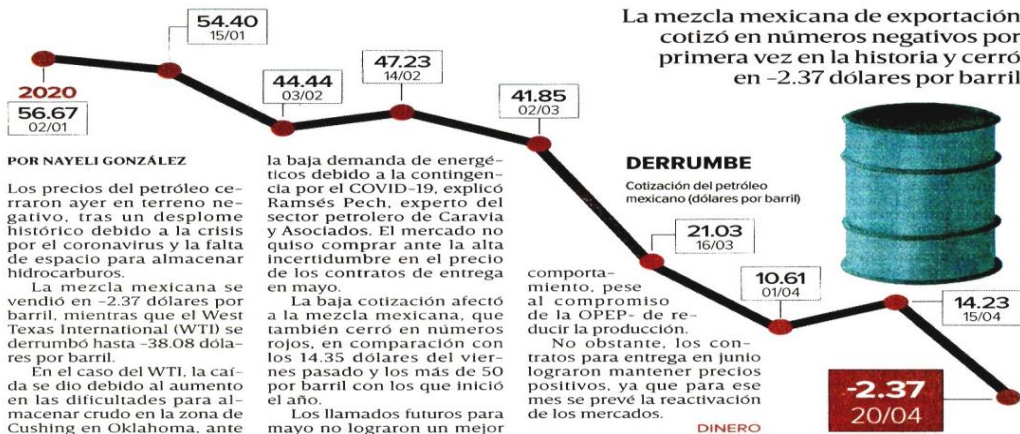 La mezcla mexicana de exportación
cotizó en números negativos por
primera vez en la historia y cerró
en -2.37 dólares por barril
2020
56.67
02/01
54.40
15/01
44.44
03/02
47.23
14/02
41.85
02/03
DERRUMBE
Cotización del petróleo
mexicano (dólares por barril)
21.03
16/03
10.61
01/04
14.23
15/04
-2.37
20/04
POR NAYELI GONZÁLEZ
Los precios del petróleo ce-
rraron ayer en terreno ne-
gativo, tras un desplome
histórico debido a la crisis
por el coronavirus y la falta
de espacio para almacenar
hidrocarburos.
La mezcla mexicana se
vendió en -2.37 dólares por
barril, mientras que el West
Texas International (WTI) se
derrumbó hasta -38.08 dóla-
res por barril.
En el caso del WTI, la caí-
da se dio debido al aumento
en las dificultades para al-
macenar crudo en la zona de
Cushing en Oklahoma, ante
la baja demanda de energé-
ticos debido a la contingen-
cia por el COVID-19, explicó
Ramsés Pech, experto del
sector petrolero de Caravia
y Asociados. El mercado no
quiso comprar ante la alta
incertidumbre en el precio
de los contratos de entrega
en mayo.
La baja cotización afectó
a la mezcla mexicana, que
también cerró en números
rojos, en comparación con
los 14.35 dólares del vier-
nes pasado y los más de 50
por barril con los que inició
el año.
Los llamados futuros para
mayo no lograron un mejor
comporta-
miento, pese
al compromiso
de la OPEP- de re-
ducir la producción.
No obstante, los con-
tratos para entrega en junio
lograron mantener precios
positivos, ya que para ese
mes se prevé la reactivación
de los mercados.
DINERO